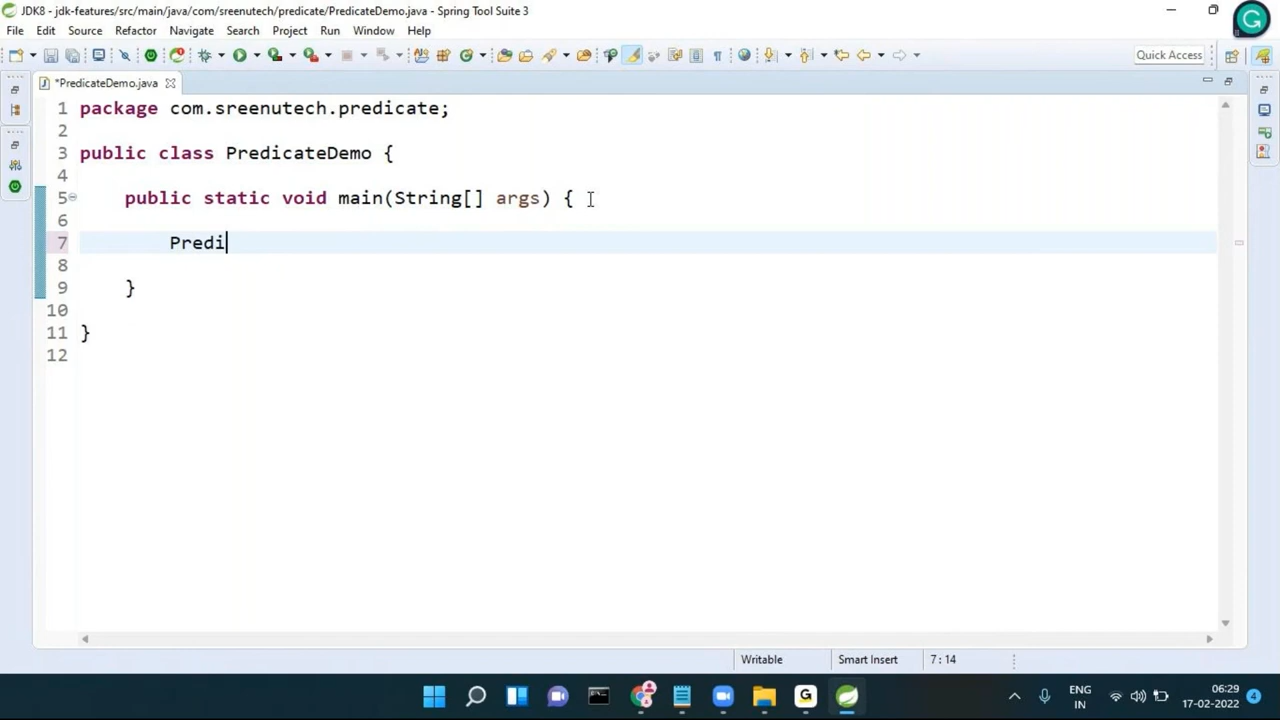 JDK8 - jdk-features/src/main/java/com/sreenutech/predicate/PredicateDemo.java - Spring Tool Suite 3
File Edit Source Refactor Navigate Search Project Run Window Help
Quick Access
*PredicateDemo.java
1 package com.sreenutech.predicate;
2
3 public class PredicateDemo {
4
5 public static void main(String[] args) {
6
7 Predi
8
9 }
10
11 }
12
Writable Smart Insert 7 : 14
ENG 06:29
IN 17-02-2022 4